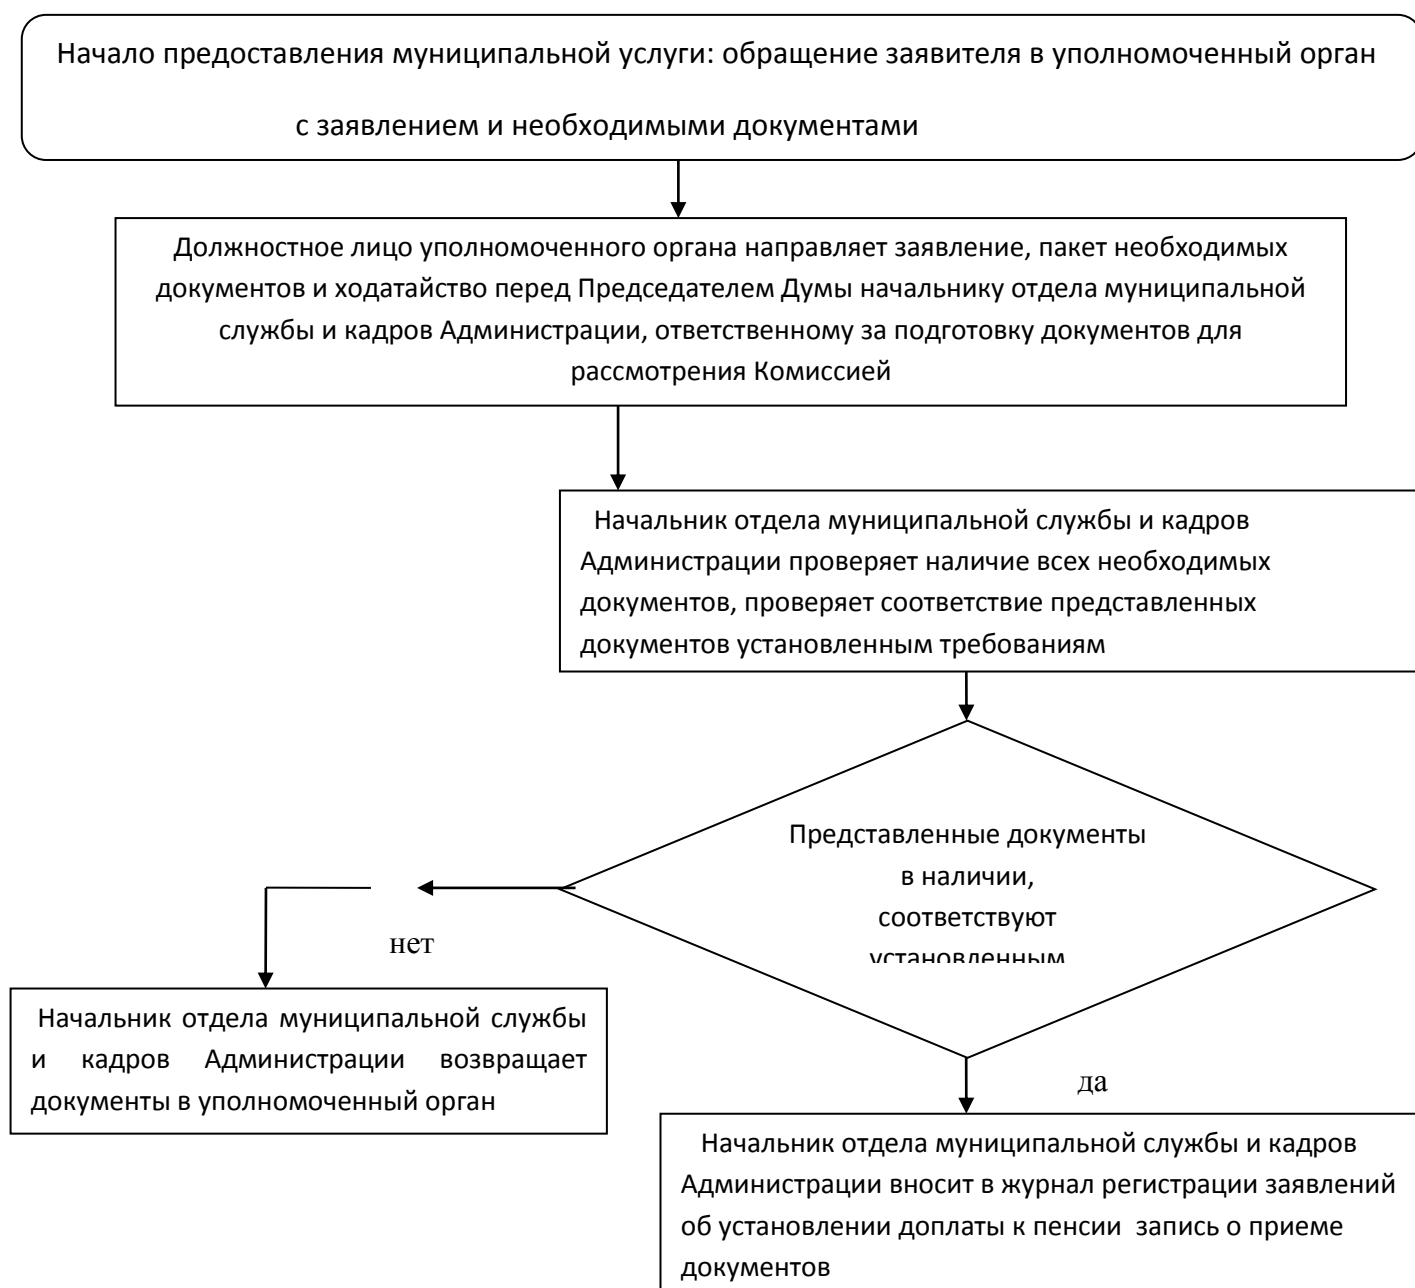 Начало предоставления муниципальной услуги: обращение заявителя в уполномоченный орган
с заявлением и необходимыми документами
Должностное лицо уполномоченного органа направляет заявление, пакет необходимых
документов и ходатайство перед Председателем Думы начальнику отдела муниципальной
службы и кадров Администрации, ответственному за подготовку документов для
рассмотрения Комиссией
Начальник отдела муниципальной службы и кадров
Администрации проверяет наличие всех необходимых
документов, проверяет соответствие представленных
документов установленным требованиям
Представленные документы
в наличии,
соответствуют
установленным
нет
Начальник отдела муниципальной службы
и кадров Администрации возвращает
документы в уполномоченный орган
да
Начальник отдела муниципальной службы и кадров
Администрации вносит в журнал регистрации заявлений
об установлении доплаты к пенсии запись о приеме
документов